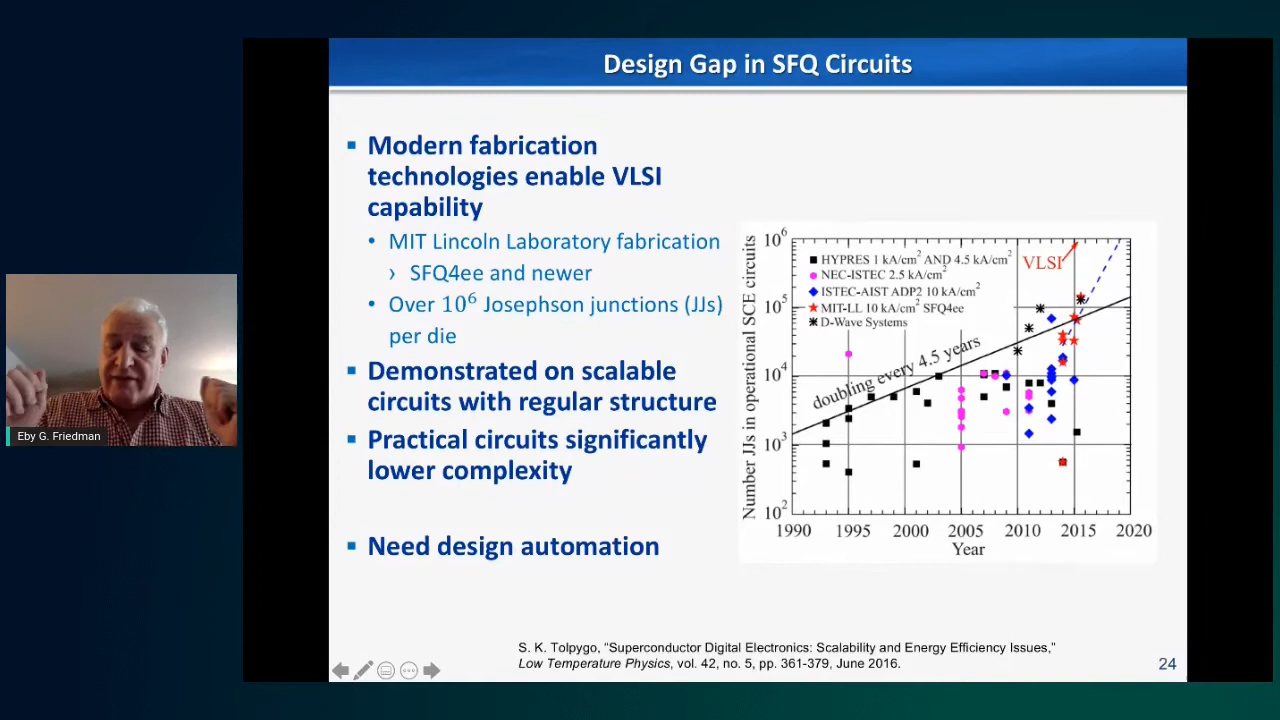 Design Gap in SFQ Circuits
▪ Modern fabrication
technologies enable VLSI
capability
• MIT Lincoln Laboratory fabrication
› SFQ4ee and newer
• Over 10⁶ Josephson junctions (JJs)
per die
▪ Demonstrated on scalable
circuits with regular structure
▪ Practical circuits significantly
lower complexity
▪ Need design automation
Number JJs in operational SCE circuits
10⁶
10⁵
10⁴
10³
10²
HYPRES 1 kA/cm² AND 4.5 kA/cm²
NEC-ISTEC 2.5 kA/cm²
ISTEC-AIST ADP2 10 kA/cm²
MIT-LL 10 kA/cm² SFQ4ee
D-Wave Systems
VLSI
doubling every 4.5 years
1990 1995 2000 2005 2010 2015 2020
Year
Eby G. Friedman
S. K. Tolpygo, "Superconductor Digital Electronics: Scalability and Energy Efficiency Issues,"
Low Temperature Physics, vol. 42, no. 5, pp. 361-379, June 2016.
24